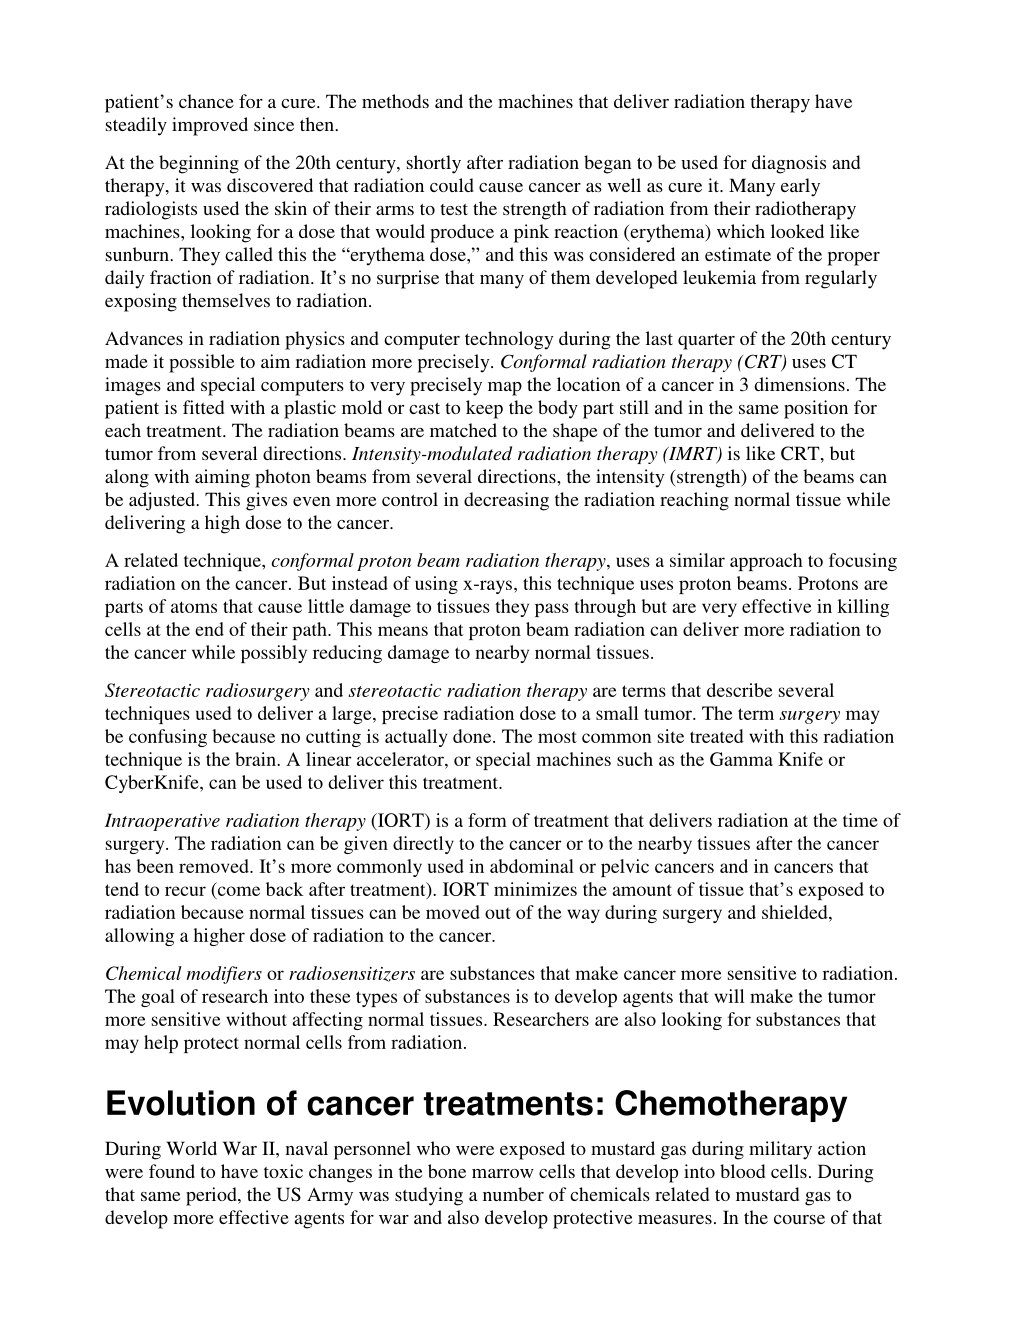 patient’s chance for a cure. The methods and the machines that deliver radiation therapy have
steadily improved since then.
At the beginning of the 20th century, shortly after radiation began to be used for diagnosis and
therapy, it was discovered that radiation could cause cancer as well as cure it. Many early
radiologists used the skin of their arms to test the strength of radiation from their radiotherapy
machines, looking for a dose that would produce a pink reaction (erythema) which looked like
sunburn. They called this the “erythema dose,” and this was considered an estimate of the proper
daily fraction of radiation. It’s no surprise that many of them developed leukemia from regularly
exposing themselves to radiation.
Advances in radiation physics and computer technology during the last quarter of the 20th century
made it possible to aim radiation more precisely. Conformal radiation therapy (CRT) uses CT
images and special computers to very precisely map the location of a cancer in 3 dimensions. The
patient is fitted with a plastic mold or cast to keep the body part still and in the same position for
each treatment. The radiation beams are matched to the shape of the tumor and delivered to the
tumor from several directions. Intensity-modulated radiation therapy (IMRT) is like CRT, but
along with aiming photon beams from several directions, the intensity (strength) of the beams can
be adjusted. This gives even more control in decreasing the radiation reaching normal tissue while
delivering a high dose to the cancer.
A related technique, conformal proton beam radiation therapy, uses a similar approach to focusing
radiation on the cancer. But instead of using x-rays, this technique uses proton beams. Protons are
parts of atoms that cause little damage to tissues they pass through but are very effective in killing
cells at the end of their path. This means that proton beam radiation can deliver more radiation to
the cancer while possibly reducing damage to nearby normal tissues.
Stereotactic radiosurgery and stereotactic radiation therapy are terms that describe several
techniques used to deliver a large, precise radiation dose to a small tumor. The term surgery may
be confusing because no cutting is actually done. The most common site treated with this radiation
technique is the brain. A linear accelerator, or special machines such as the Gamma Knife or
CyberKnife, can be used to deliver this treatment.
Intraoperative radiation therapy (IORT) is a form of treatment that delivers radiation at the time of
surgery. The radiation can be given directly to the cancer or to the nearby tissues after the cancer
has been removed. It’s more commonly used in abdominal or pelvic cancers and in cancers that
tend to recur (come back after treatment). IORT minimizes the amount of tissue that’s exposed to
radiation because normal tissues can be moved out of the way during surgery and shielded,
allowing a higher dose of radiation to the cancer.
Chemical modifiers or radiosensitizers are substances that make cancer more sensitive to radiation.
The goal of research into these types of substances is to develop agents that will make the tumor
more sensitive without affecting normal tissues. Researchers are also looking for substances that
may help protect normal cells from radiation.
Evolution of cancer treatments: Chemotherapy
During World War II, naval personnel who were exposed to mustard gas during military action
were found to have toxic changes in the bone marrow cells that develop into blood cells. During
that same period, the US Army was studying a number of chemicals related to mustard gas to
develop more effective agents for war and also develop protective measures. In the course of that